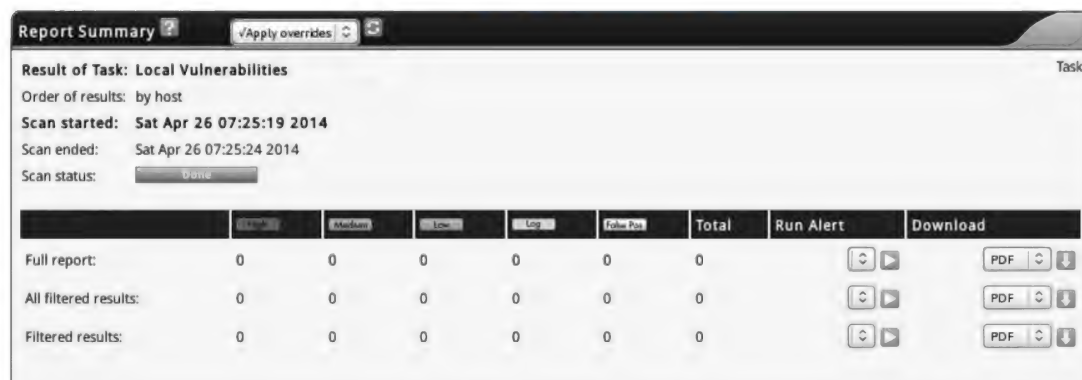 Report Summary ? √Apply overrides
Result of Task: Local Vulnerabilities Task
Order of results: by host
Scan started: Sat Apr 26 07:25:19 2014
Scan ended: Sat Apr 26 07:25:24 2014
Scan status: Done
High Medium Low Log False Pos. Total Run Alert Download
Full report: 0 0 0 0 0 0 PDF
All filtered results: 0 0 0 0 0 0 PDF
Filtered results: 0 0 0 0 0 0 PDF